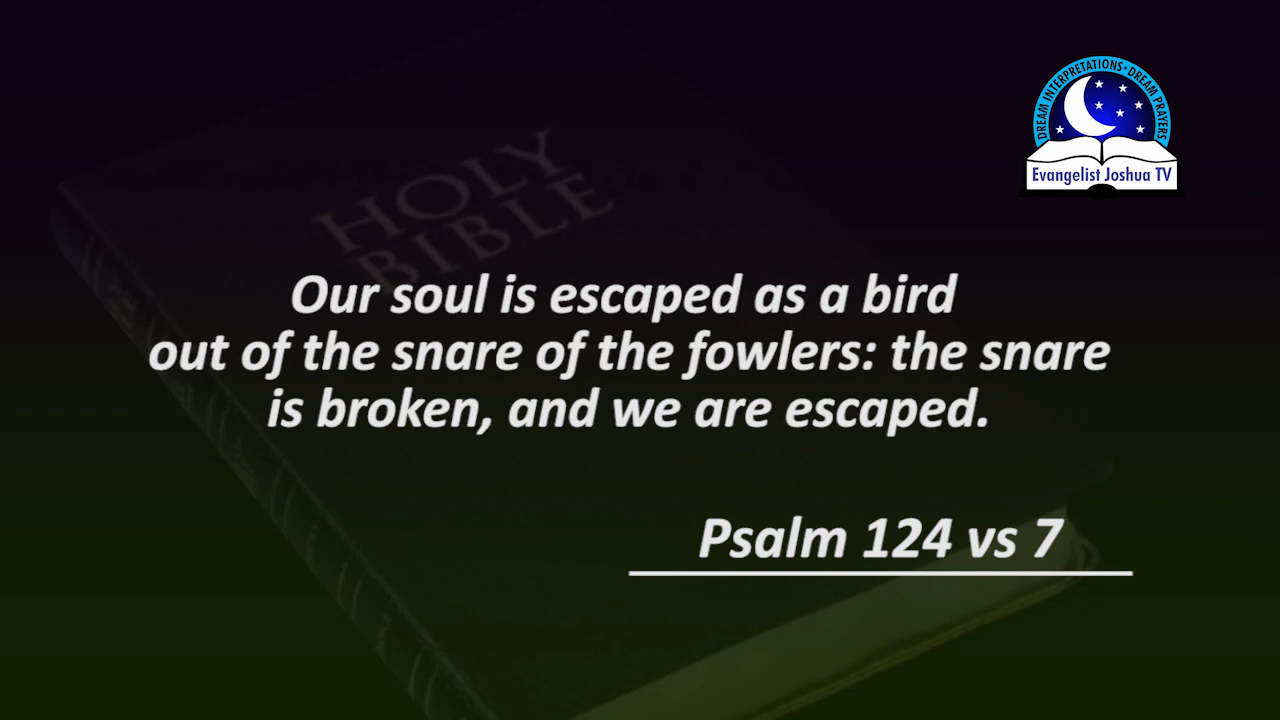 DREAM INTERPRETATIONS • DREAM PRAYERS
Evangelist Joshua TV
HOLY
BIBLE
Our soul is escaped as a bird
out of the snare of the fowlers: the snare
is broken, and we are escaped.
Psalm 124 vs 7